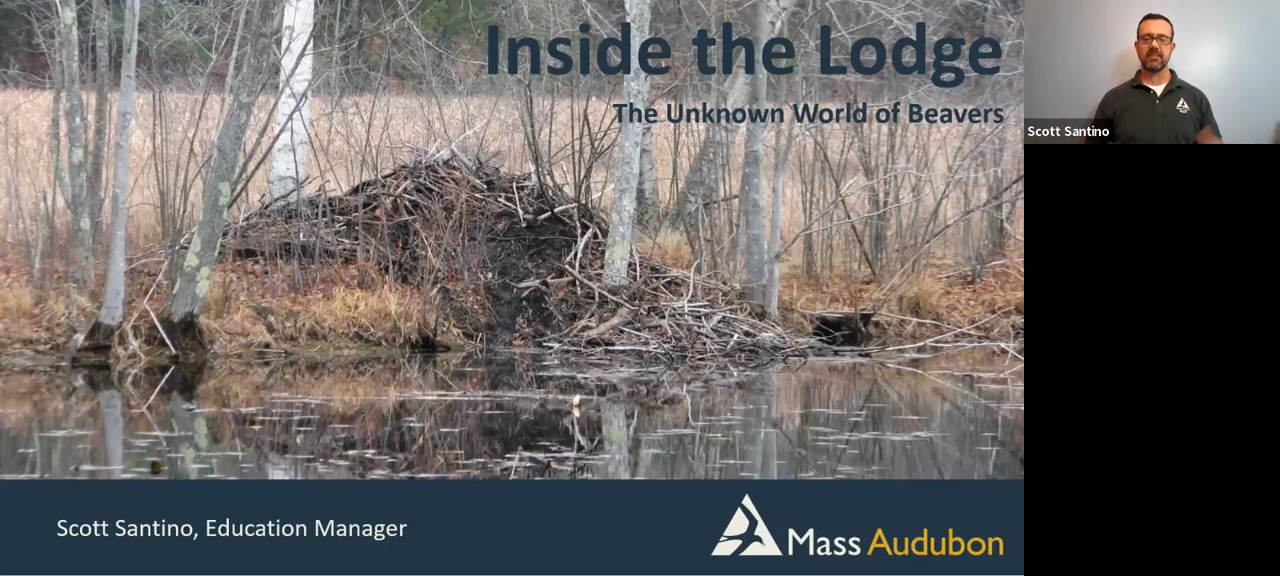 Inside the Lodge
The Unknown World of Beavers
Scott Santino
Scott Santino, Education Manager
Mass Audubon